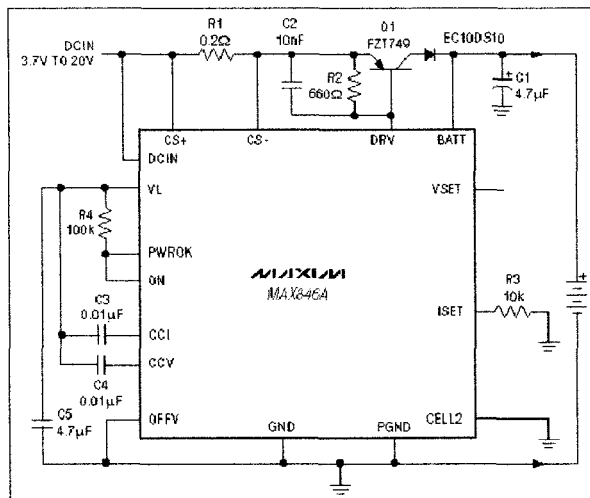 R1
0.2Ω
C2
10nF
Q1
FZT749
EC10DS10
DCIN
3.7V TO 20V
R2
660Ω
C1
4.7µF
+
CS+
CS-
DRV
BATT
DCIN
VL
VSET
R4
100k
PWROK
ON
MAXIM
MAX846A
R3
10k
ISET
+
C3
0.01µF
CCI
CCV
C4
0.01µF
C5
4.7µF
OFFV
GND
PGND
CELL2